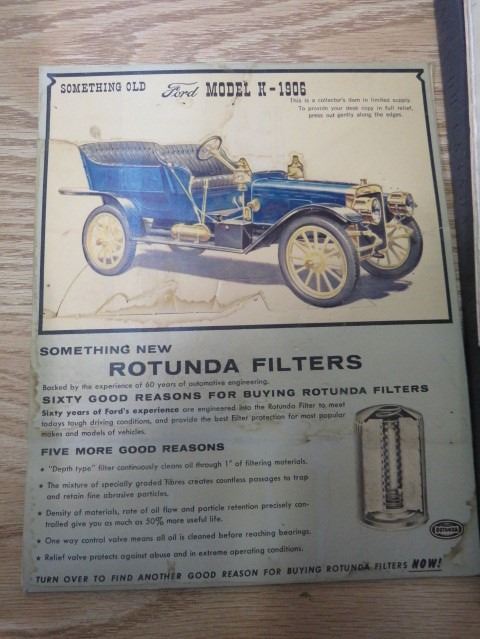 SOMETHING OLD Ford MODEL K-1906
This is a collector's item in limited supply.
To provide your desk copy in full relief,
press out gently along the edges.
SOMETHING NEW
ROTUNDA FILTERS
Backed by the experience of 60 years of automotive engineering.
SIXTY GOOD REASONS FOR BUYING ROTUNDA FILTERS
Sixty years of Ford's experience are engineered into the Rotunda Filter to meet
todays tough driving conditions, and provide the best Filter protection for most popular
makes and models of vehicles.
FIVE MORE GOOD REASONS
• "Depth type" filter continuously cleans oil through 1" of filtering materials.
• The mixture of specially graded fibres creates countless passages to trap
and retain fine abrasive particles.
• Density of materials, rate of oil flow and particle retention precisely con-
trolled give you as much as 50% more useful life.
• One way control valve means all oil is cleaned before reaching bearings.
• Relief valve protects against abuse and in extreme operating conditions.
ROTUNDA
TURN OVER TO FIND ANOTHER GOOD REASON FOR BUYING ROTUNDA FILTERS NOW!